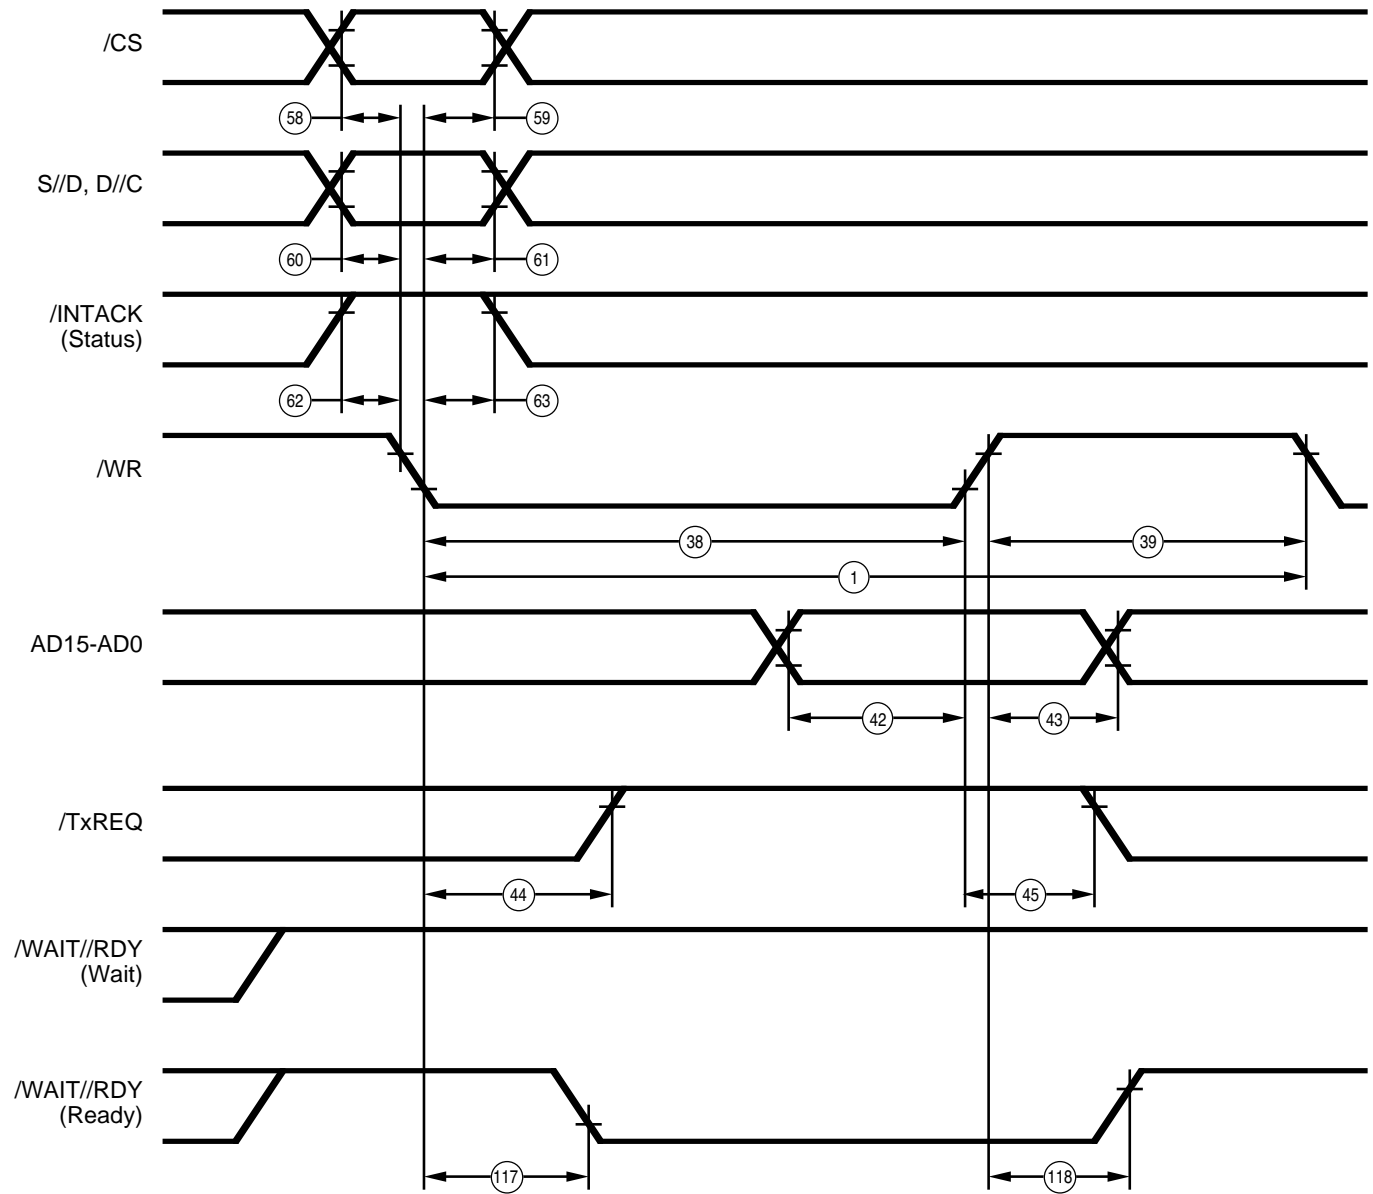 /CS
58
59
S//D, D//C
60
61
/INTACK
(Status)
62
63
/WR
38
39
1
AD15-AD0
42
43
/TxREQ
44
45
/WAIT//RDY
(Wait)
/WAIT//RDY
(Ready)
117
118